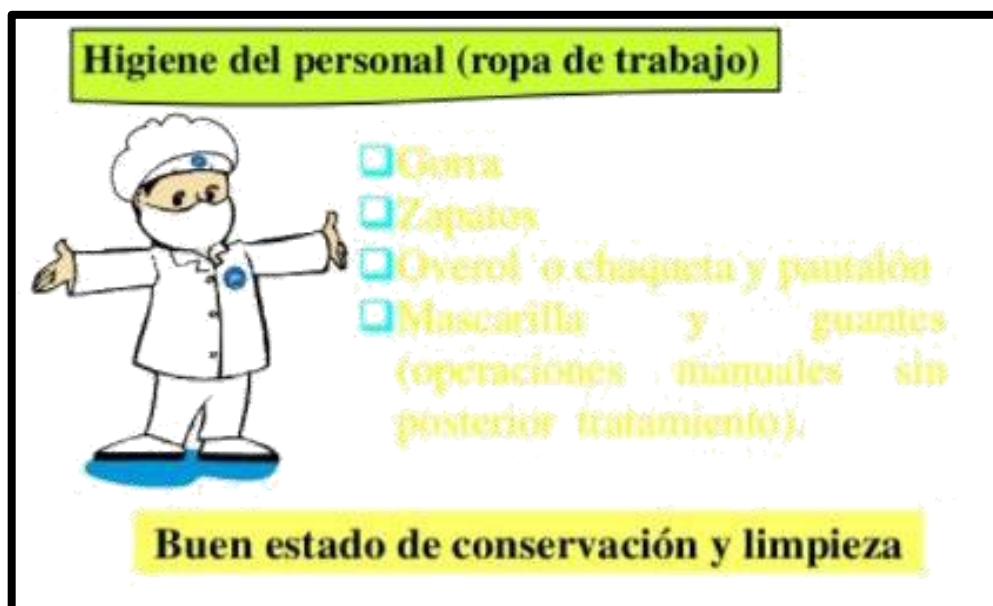 Higiene del personal (ropa de trabajo)
Gorra
Zapatos
Overol o chaqueta y pantalón
Mascarilla y guantes
(operaciones manuales sin
posterior tratamiento).
Buen estado de conservación y limpieza